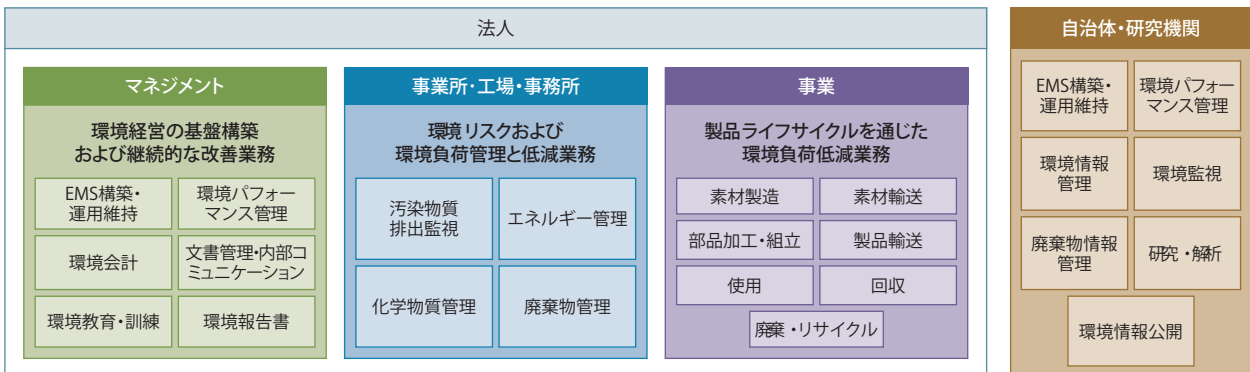 法人
マネジメント
環境経営の基盤構築
および継続的な改善業務
EMS構築・
運用維持
環境パフォー
マンス管理
環境会計
文書管理・内部コ
ミュニケーション
環境教育・訓練
環境報告書
事業所・工場・事務所
環境リスクおよび
環境負荷管理と低減業務
汚染物質
排出監視
エネルギー管理
化学物質管理
廃棄物管理
事業
製品ライフサイクルを通じた
環境負荷低減業務
素材製造
素材輸送
部品加工・組立
製品輸送
使用
回収
廃棄・リサイクル
自治体・研究機関
EMS構築・
運用維持
環境パフォー
マンス管理
環境情報
管理
環境監視
廃棄物情報
管理
研究・解析
環境情報公開